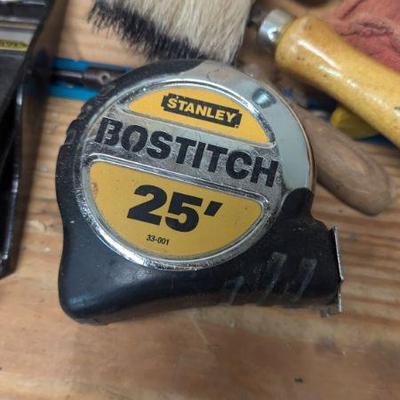 STANLEY
BOSTITCH
25'
33-001